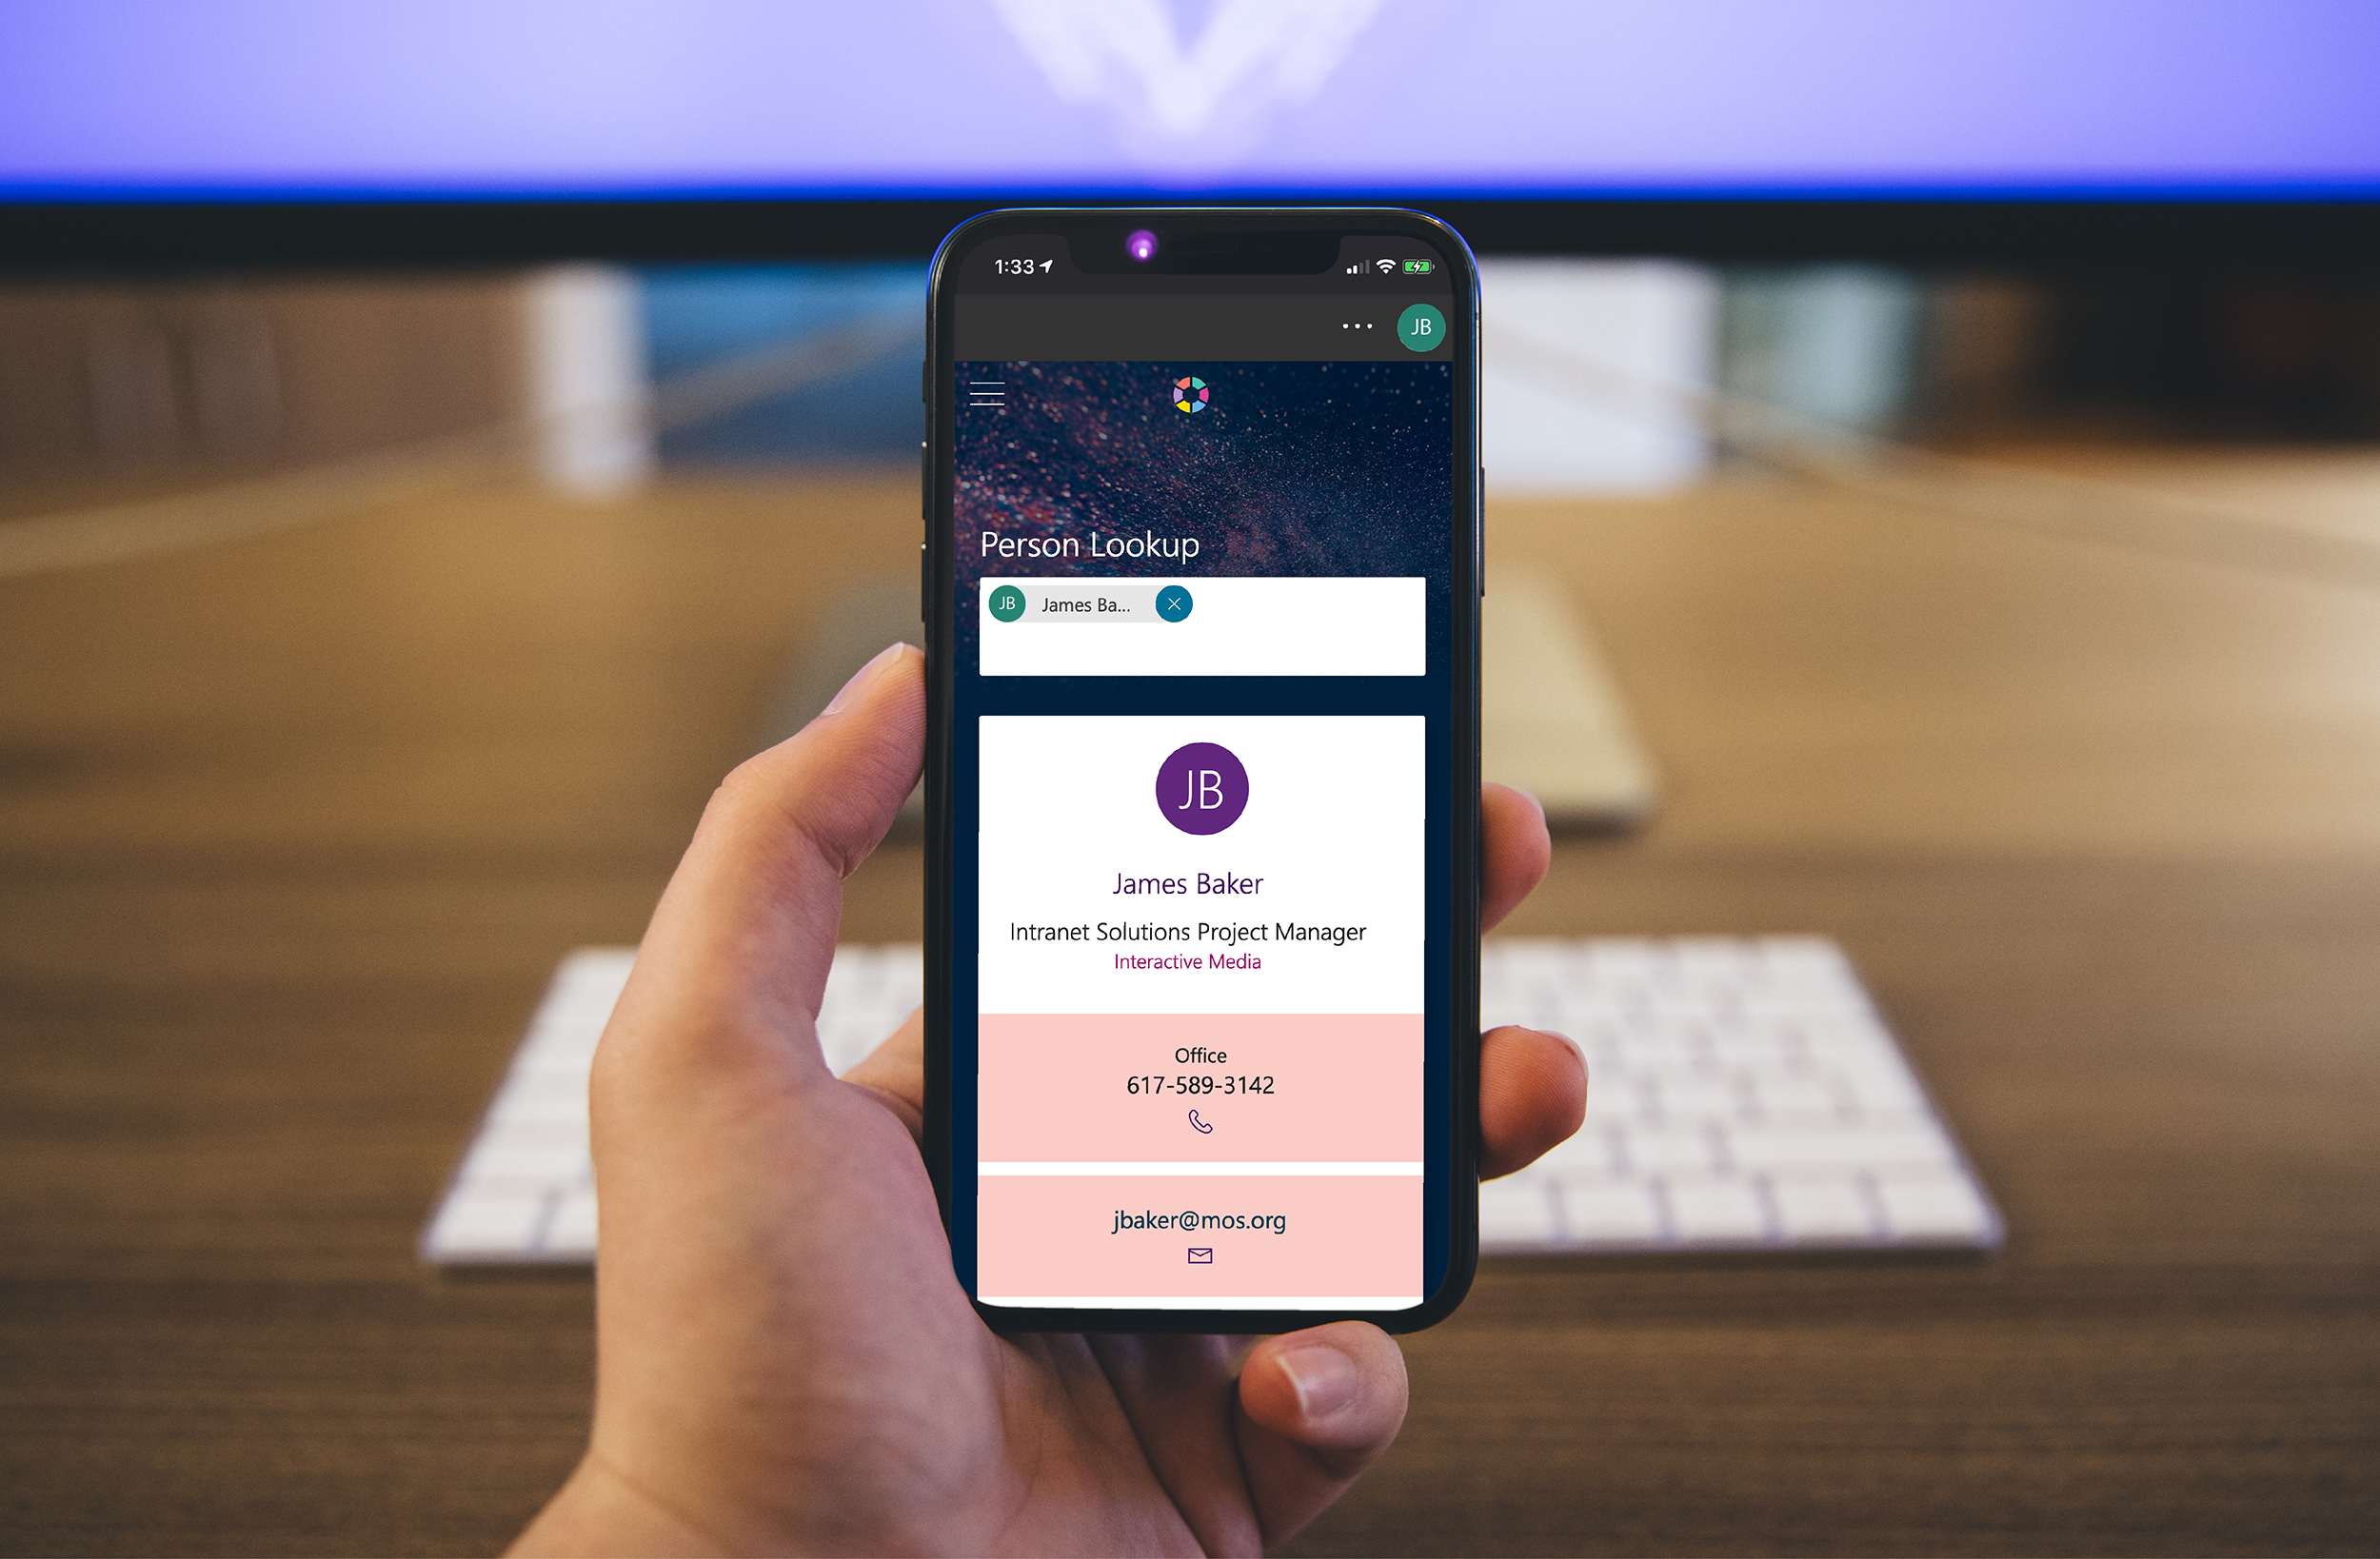 1:33
JB
Person Lookup
JB James Ba...
JB
James Baker
Intranet Solutions Project Manager
Interactive Media
Office
617-589-3142
jbaker@mos.org